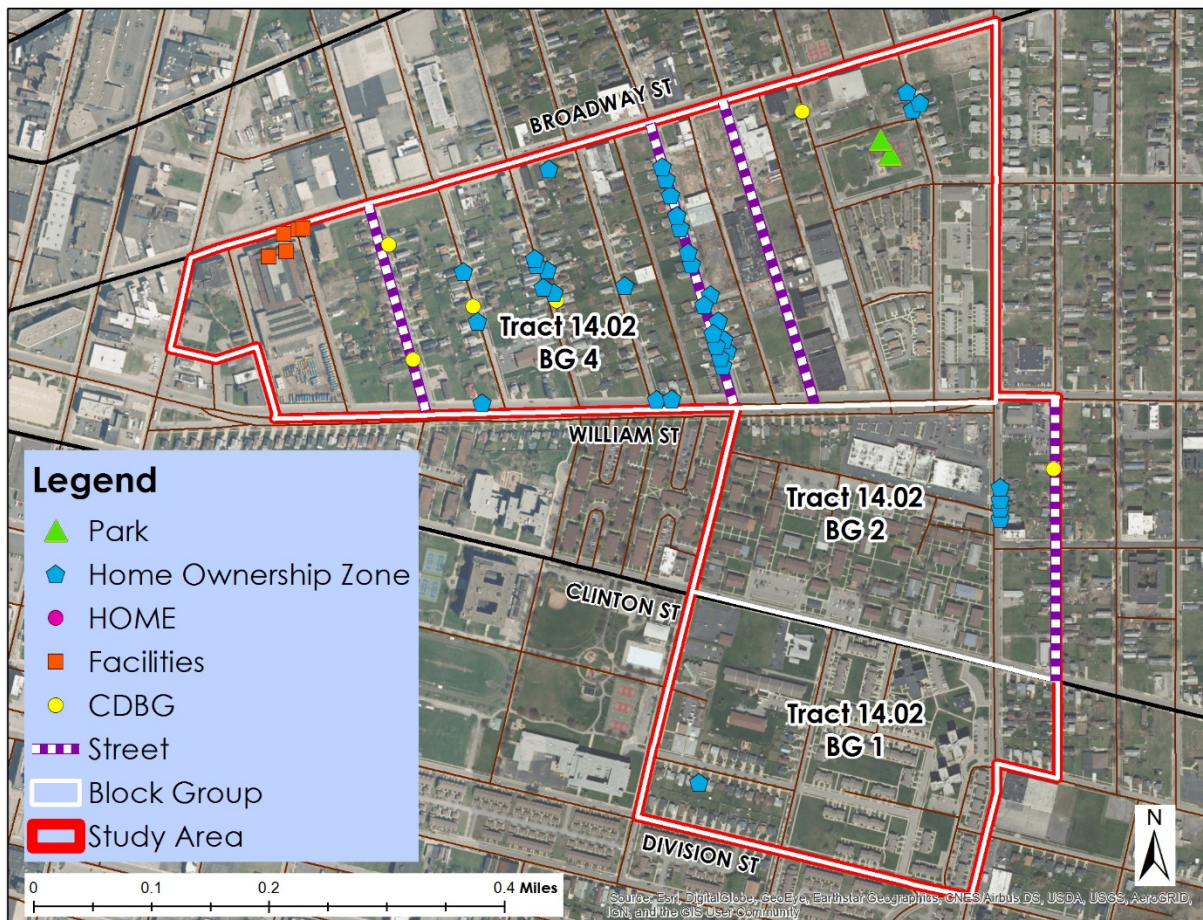 BROADWAY ST
Tract 14.02
BG 4
WILLIAM ST
Tract 14.02
BG 2
CLINTON ST
Tract 14.02
BG 1
DIVISION ST
Legend
Park
Home Ownership Zone
HOME
Facilities
CDBG
Street
Block Group
Study Area
N
0 0.1 0.2 0.4 Miles
Source: Esri, DigitalGlobe, GeoEye, Earthstar Geographics, CNES/Airbus DS, USDA, USGS, AeroGRID,
IGN, and the GIS User Community